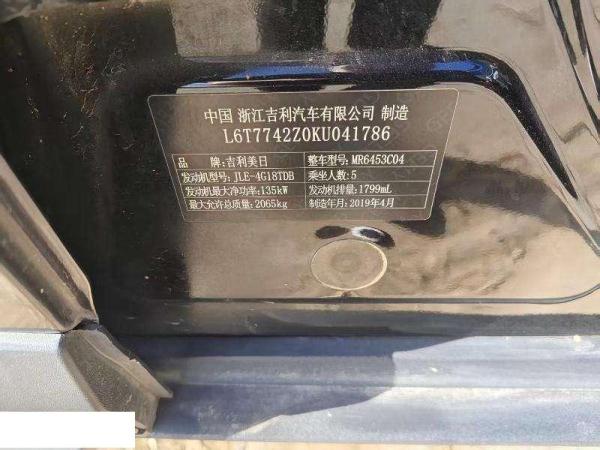 中国 浙江吉利汽车有限公司 制造
L6T7742Z0KU041786
品 牌:吉利美日 整车型号:MR6453C04
发动机型号:JLE-4G18TDB 乘坐人数:5
发动机最大净功率:135kW 发动机排量:1799mL
最大允许总质量:2065kg 制造年月:2019年4月